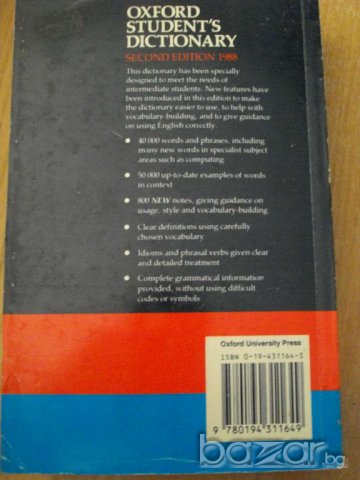 OXFORD
STUDENT'S
DICTIONARY
SECOND EDITION 1988
This dictionary has been specially
designed to meet the needs of
intermediate students. New features have
been introduced in this edition to make
the dictionary easier to use, to help with
vocabulary-building, and to give guidance
on using English correctly.
• 40 000 words and phrases, including
many new words in specialist subject
areas such as computing
• 50 000 up-to-date examples of words
in context
• 800 NEW notes, giving guidance on
usage, style and vocabulary-building
• Clear definitions using carefully
chosen vocabulary
• Idioms and phrasal verbs given clear
and detailed treatment
• Complete grammatical information
provided, without using difficult
codes or symbols
Oxford University Press
ISBN 0-19-431164-3
9 780194 311649
bazar.bg